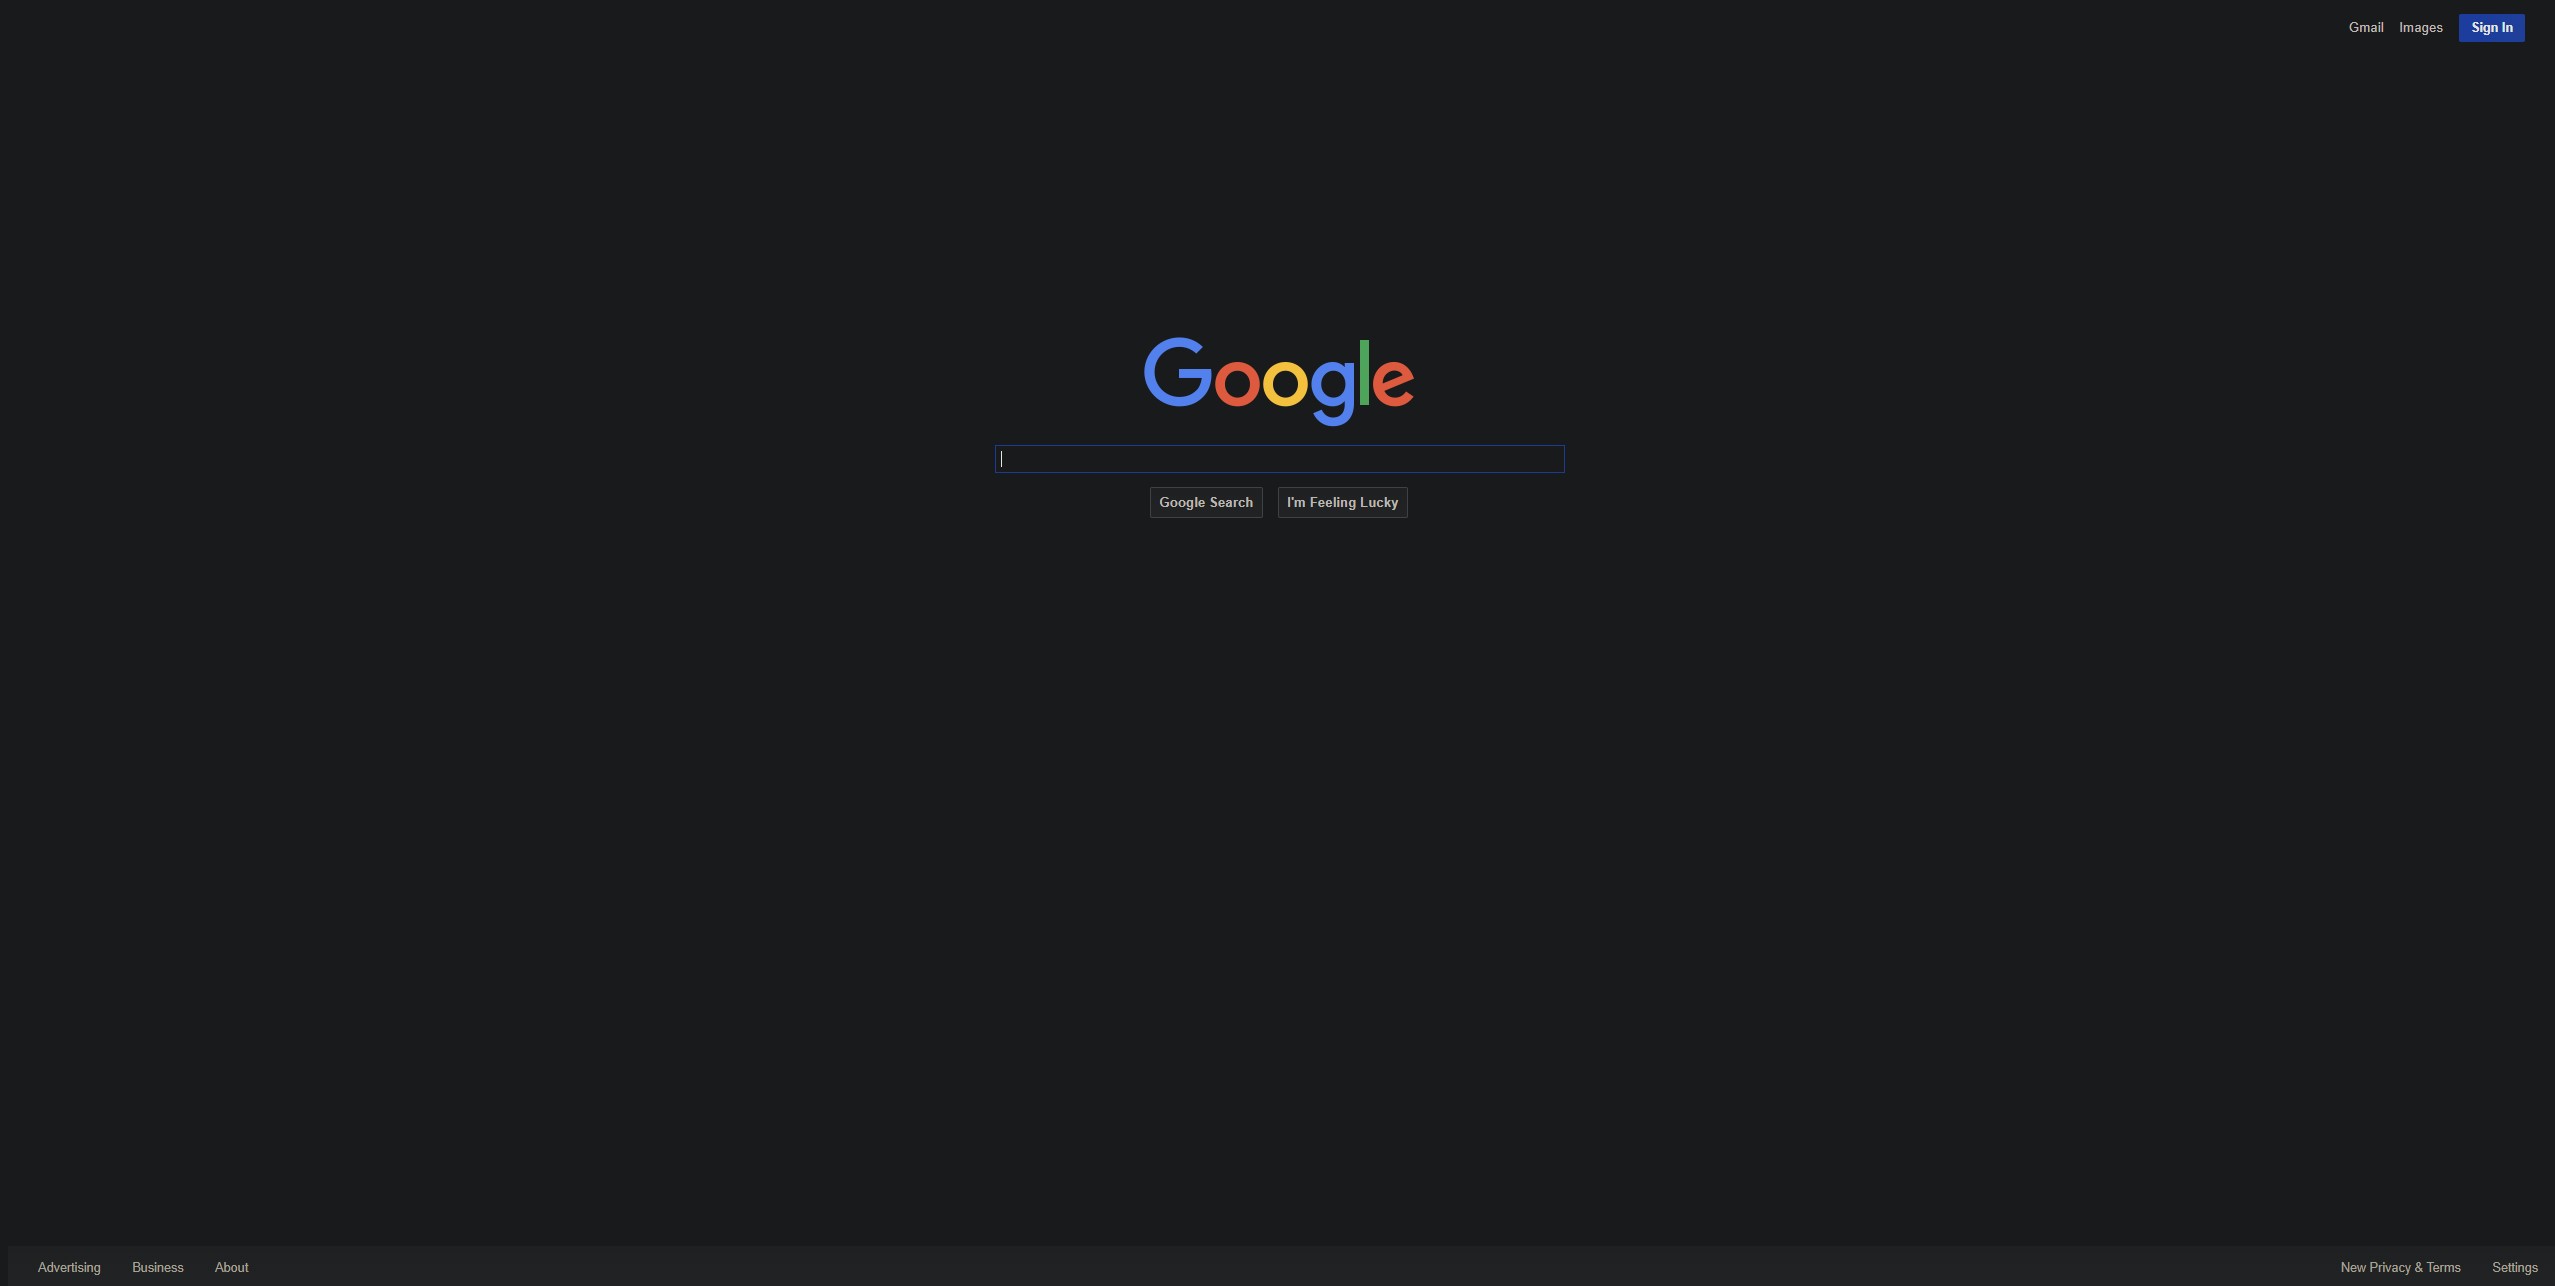 Gmail Images Sign In
Google
Google Search I'm Feeling Lucky
Advertising Business About New Privacy & Terms Settings